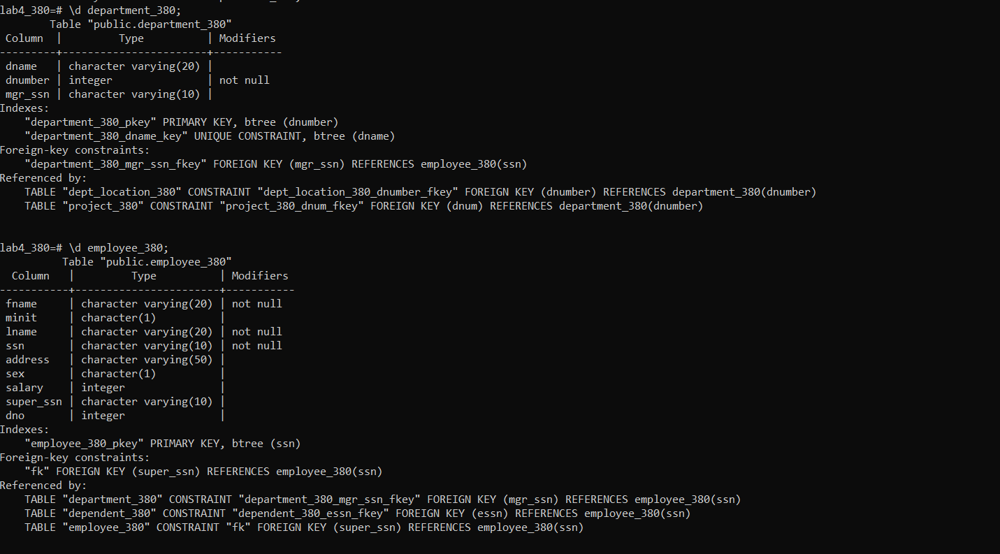 lab4_380=# \d department_380;
        Table "public.department_380"
 Column  |         Type          | Modifiers
---------+-----------------------+-----------
 dname   | character varying(20) |
 dnumber | integer               | not null
 mgr_ssn | character varying(10) |
Indexes:
    "department_380_pkey" PRIMARY KEY, btree (dnumber)
    "department_380_dname_key" UNIQUE CONSTRAINT, btree (dname)
Foreign-key constraints:
    "department_380_mgr_ssn_fkey" FOREIGN KEY (mgr_ssn) REFERENCES employee_380(ssn)
Referenced by:
    TABLE "dept_location_380" CONSTRAINT "dept_location_380_dnumber_fkey" FOREIGN KEY (dnumber) REFERENCES department_380(dnumber)
    TABLE "project_380" CONSTRAINT "project_380_dnum_fkey" FOREIGN KEY (dnum) REFERENCES department_380(dnumber)
lab4_380=# \d employee_380;
          Table "public.employee_380"
  Column   |         Type          | Modifiers
-----------+-----------------------+-----------
 fname     | character varying(20) | not null
 minit     | character(1)          |
 lname     | character varying(20) | not null
 ssn       | character varying(10) | not null
 address   | character varying(50) |
 sex       | character(1)          |
 salary    | integer               |
 super_ssn | character varying(10) |
 dno       | integer               |
Indexes:
    "employee_380_pkey" PRIMARY KEY, btree (ssn)
Foreign-key constraints:
    "fk" FOREIGN KEY (super_ssn) REFERENCES employee_380(ssn)
Referenced by:
    TABLE "department_380" CONSTRAINT "department_380_mgr_ssn_fkey" FOREIGN KEY (mgr_ssn) REFERENCES employee_380(ssn)
    TABLE "dependent_380" CONSTRAINT "dependent_380_essn_fkey" FOREIGN KEY (essn) REFERENCES employee_380(ssn)
    TABLE "employee_380" CONSTRAINT "fk" FOREIGN KEY (super_ssn) REFERENCES employee_380(ssn)